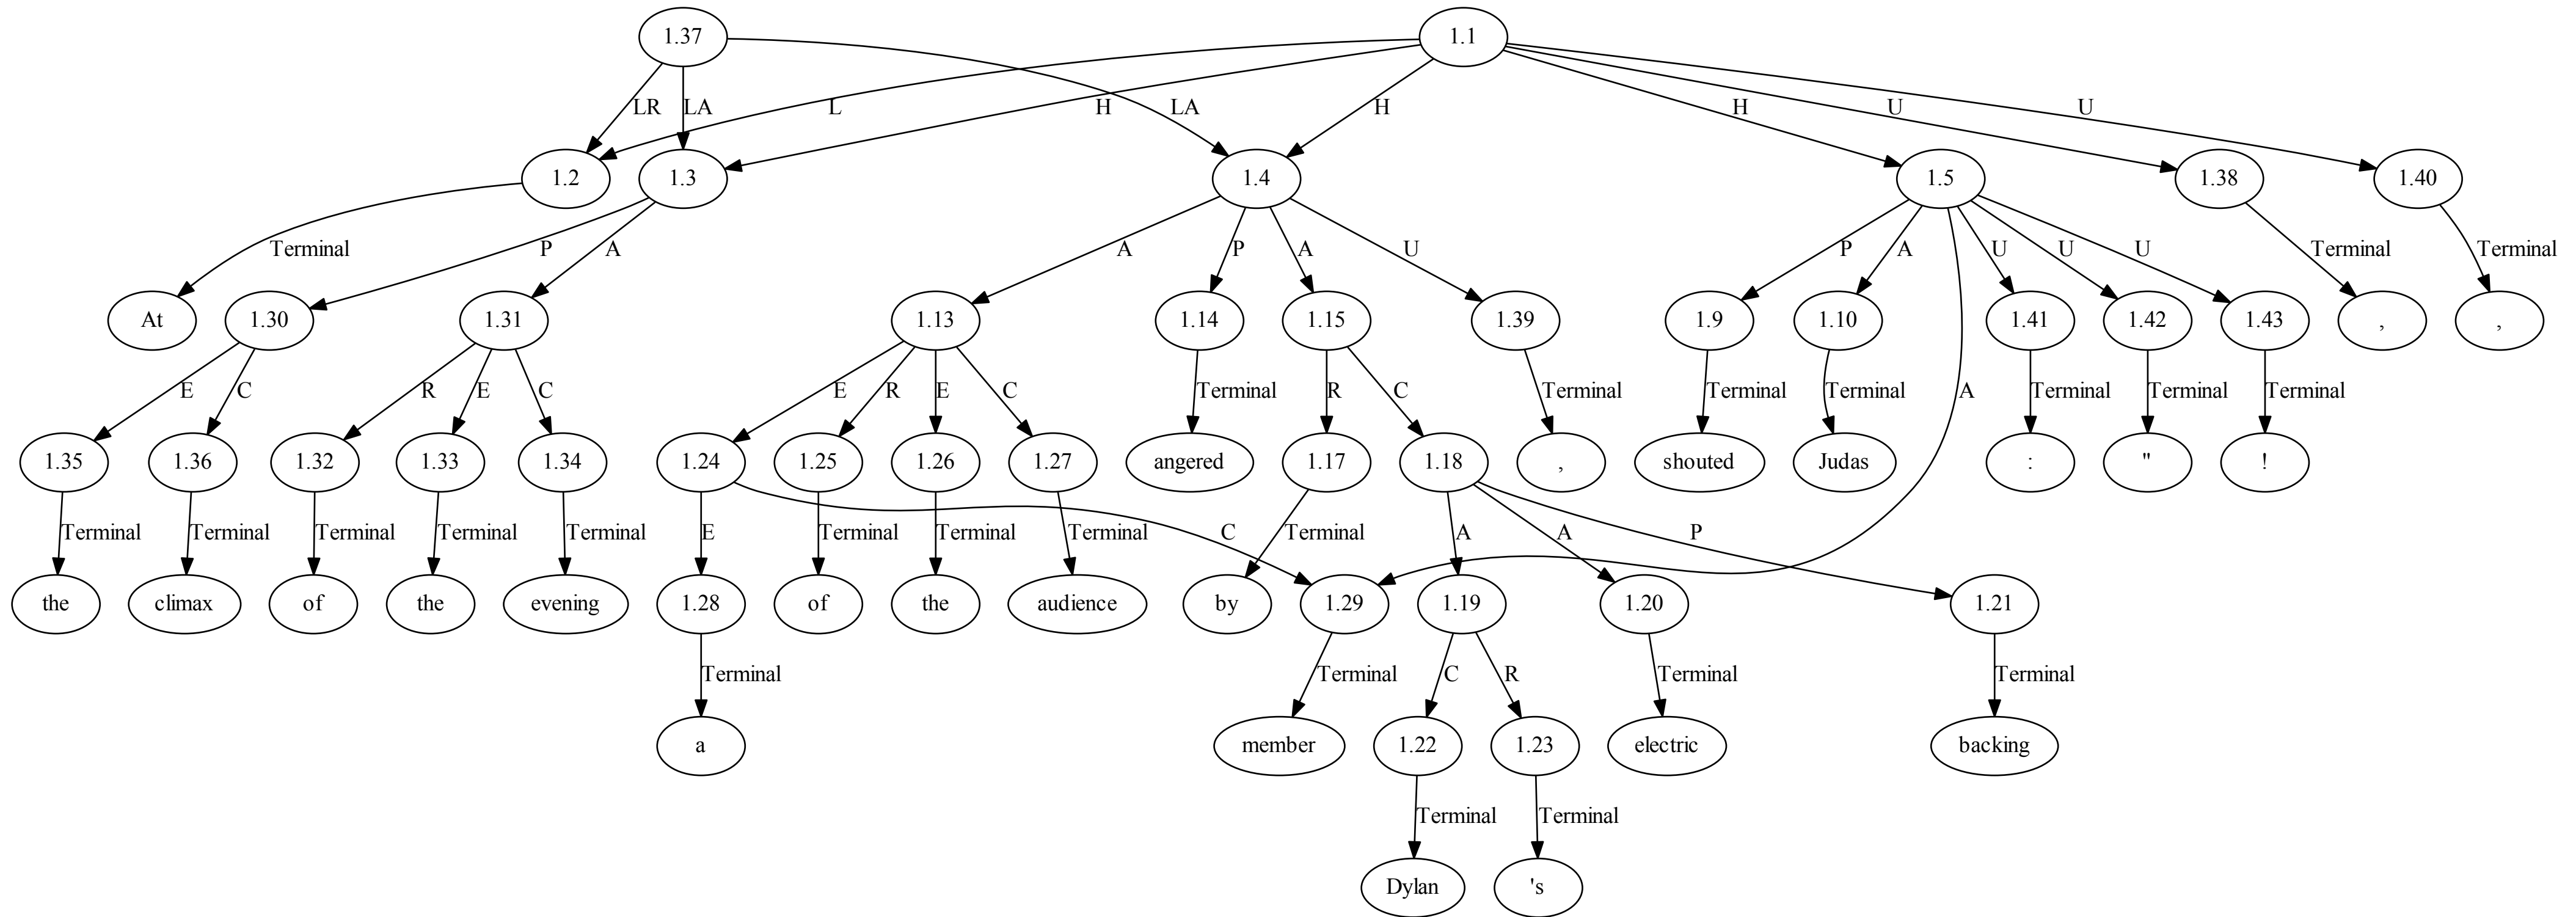 1.37 1.1
LR LA L H LA H H U U
1.2 1.3 1.4 1.5 1.38 1.40
Terminal P A A P A U P A U U U Terminal Terminal
At 1.30 1.31 1.13 1.14 1.15 1.39 1.9 1.10 1.41 1.42 1.43 , ,
E C R E C E R E C Terminal R C Terminal Terminal Terminal A Terminal Terminal Terminal
1.35 1.36 1.32 1.33 1.34 1.24 1.25 1.26 1.27 angered 1.17 1.18 , shouted Judas : " !
Terminal Terminal Terminal Terminal Terminal E Terminal Terminal Terminal C Terminal A A P
the climax of the evening 1.28 of the audience by 1.29 1.19 1.20 1.21
Terminal Terminal C R Terminal Terminal
a member 1.22 1.23 electric backing
Terminal Terminal
Dylan 's